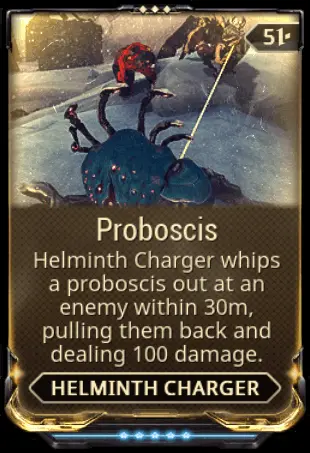 51
Proboscis
Helminth Charger whips
a proboscis out at an
enemy within 30m,
pulling them back and
dealing 100 damage.
HELMINTH CHARGER